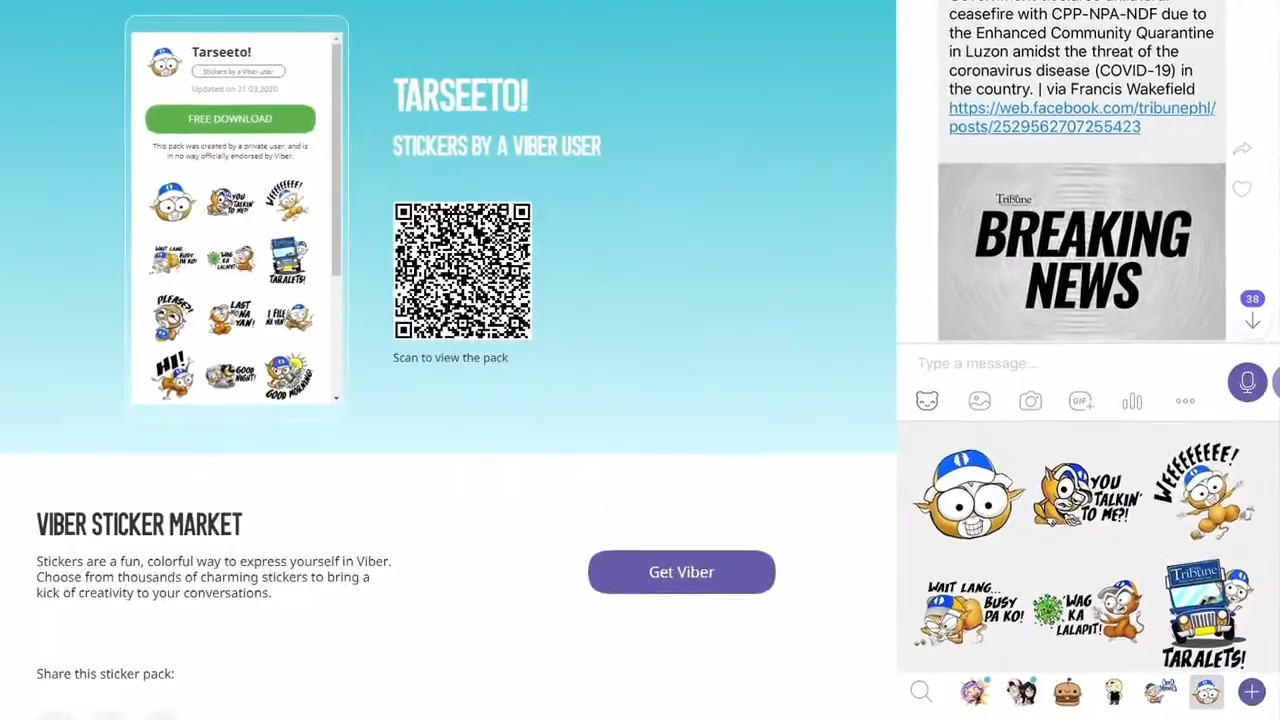 Tarseeto!
Stickers by a Viber user
Updated on 21.03.2020
FREE DOWNLOAD
This pack was created by a private user, and is
in no way officially endorsed by Viber.
YOU
TALKIN'
TO ME?!
WEEEEEEEE!
WAIT LANG...
BUSY
PA KO!
WAG
KA
LALAPIT!
Tribune
TARALETS!
PLEASE?!
LAST
NA
YAN!
I FILE
NA YAN!
HI!
GOOD
NIGHT!
GOOD MORNING!
TARSEETO!
STICKERS BY A VIBER USER
Scan to view the pack
VIBER STICKER MARKET
Stickers are a fun, colorful way to express yourself in Viber.
Choose from thousands of charming stickers to bring a
kick of creativity to your conversations.
Get Viber
Share this sticker pack:
ceasefire with CPP-NPA-NDF due to
the Enhanced Community Quarantine
in Luzon amidst the threat of the
coronavirus disease (COVID-19) in
the country. | via Francis Wakefield
https://web.facebook.com/tribunephl/
posts/2529562707255423
Tribune
BREAKING
NEWS
38
Type a message...
GIF
YOU
TALKIN'
TO ME?!
WEEEEEEEE!
WAIT LANG...
BUSY
PA KO!
WAG
KA
LALAPIT!
Tribune
TARALETS!